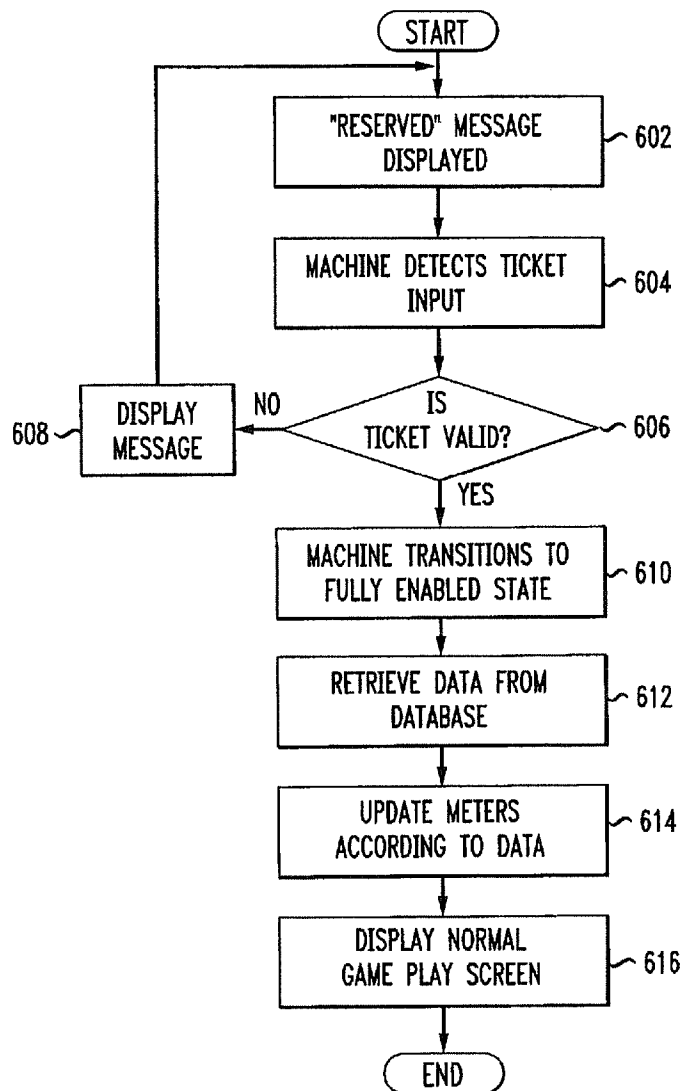 START
"RESERVED" MESSAGE
DISPLAYED
602
MACHINE DETECTS TICKET
INPUT
604
IS
TICKET VALID?
606
NO
DISPLAY
MESSAGE
608
YES
MACHINE TRANSITIONS TO
FULLY ENABLED STATE
610
RETRIEVE DATA FROM
DATABASE
612
UPDATE METERS
ACCORDING TO DATA
614
DISPLAY NORMAL
GAME PLAY SCREEN
616
END